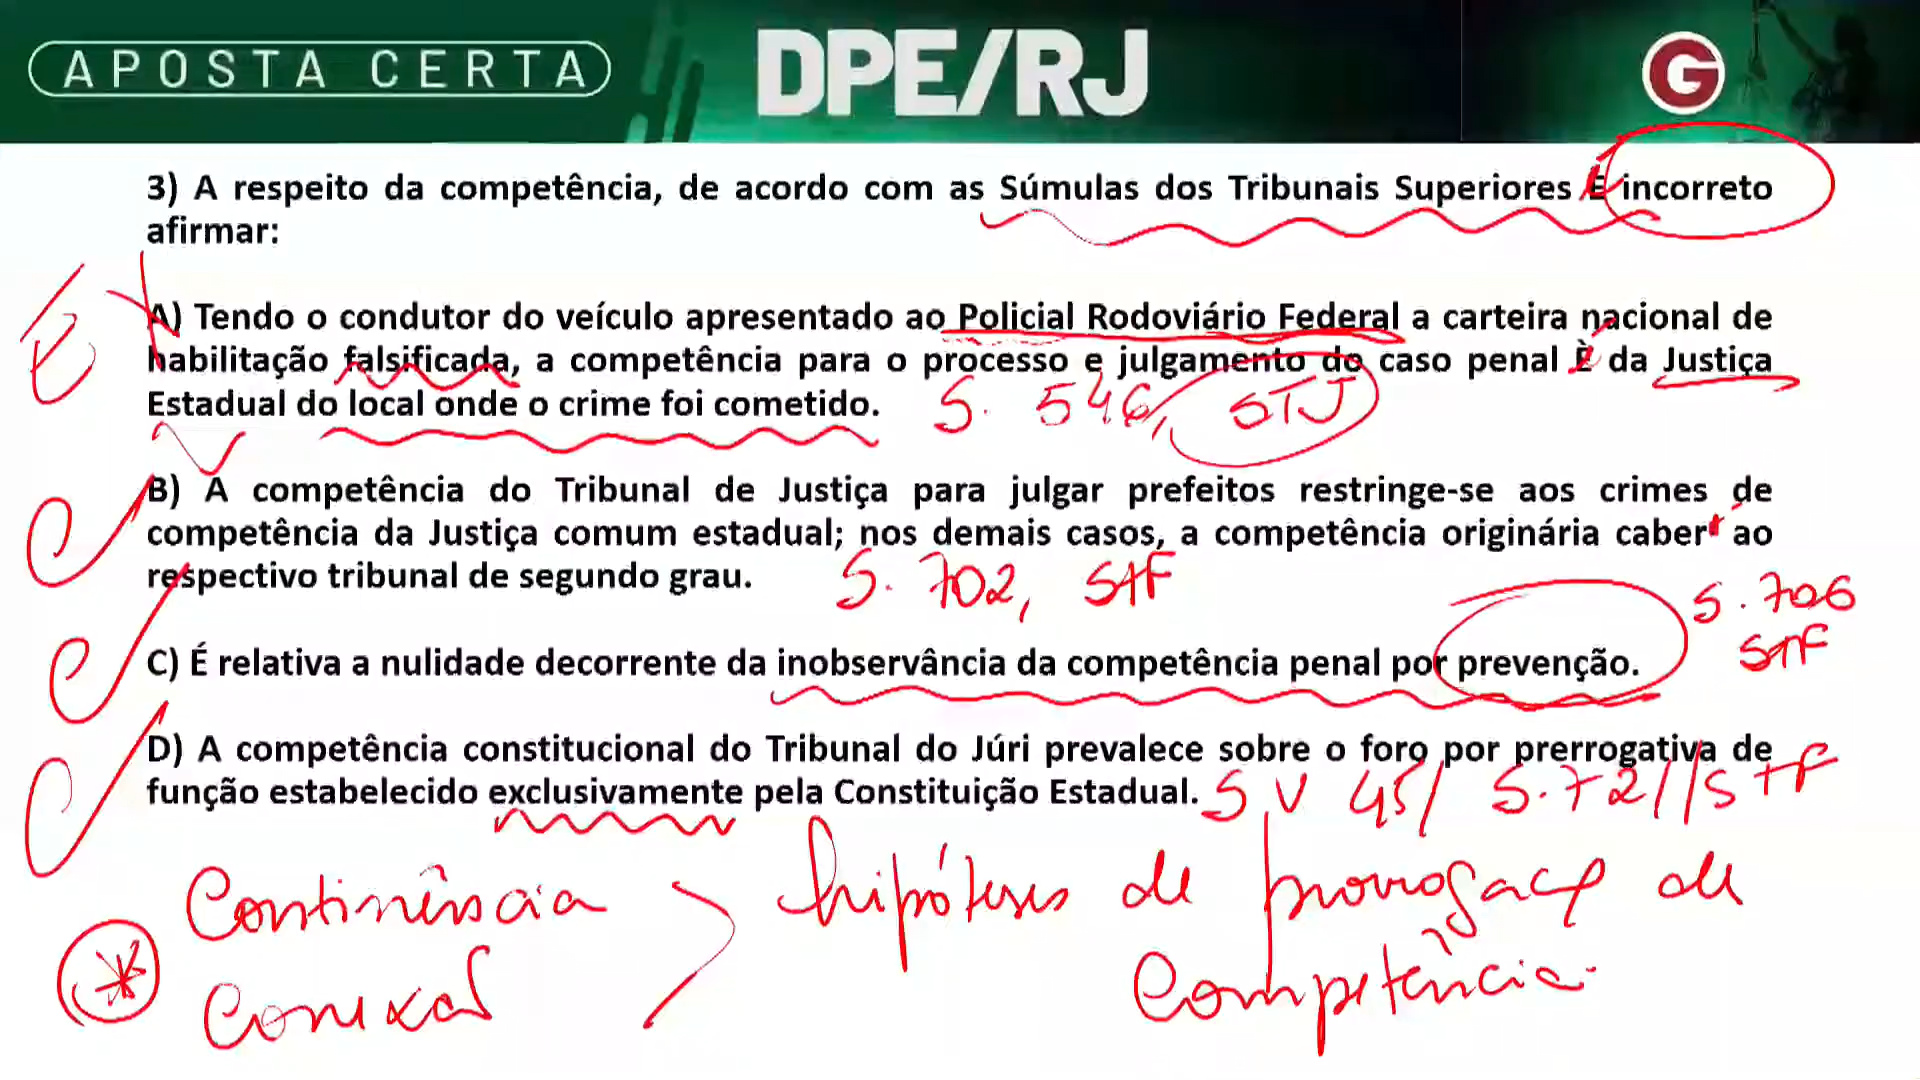 APOSTA CERTA
DPE/RJ
G
3) A respeito da competência, de acordo com as Súmulas dos Tribunais Superiores É incorreto
afirmar:
E
A) Tendo o condutor do veículo apresentado ao Policial Rodoviário Federal a carteira nacional de
habilitação falsificada, a competência para o processo e julgamento do caso penal È da Justiça
Estadual do local onde o crime foi cometido. S. 546, STJ
C
B) A competência do Tribunal de Justiça para julgar prefeitos restringe-se aos crimes de
competência da Justiça comum estadual; nos demais casos, a competência originária caber ao
respectivo tribunal de segundo grau. S. 702, STF
C
C) É relativa a nulidade decorrente da inobservância da competência penal por prevenção. S. 706
STF
C
D) A competência constitucional do Tribunal do Júri prevalece sobre o foro por prerrogativa de
função estabelecido exclusivamente pela Constituição Estadual. SV 45/ S. 721/STF
* Continência > hipóteses de prorrogaçº de
Conexão Competência.